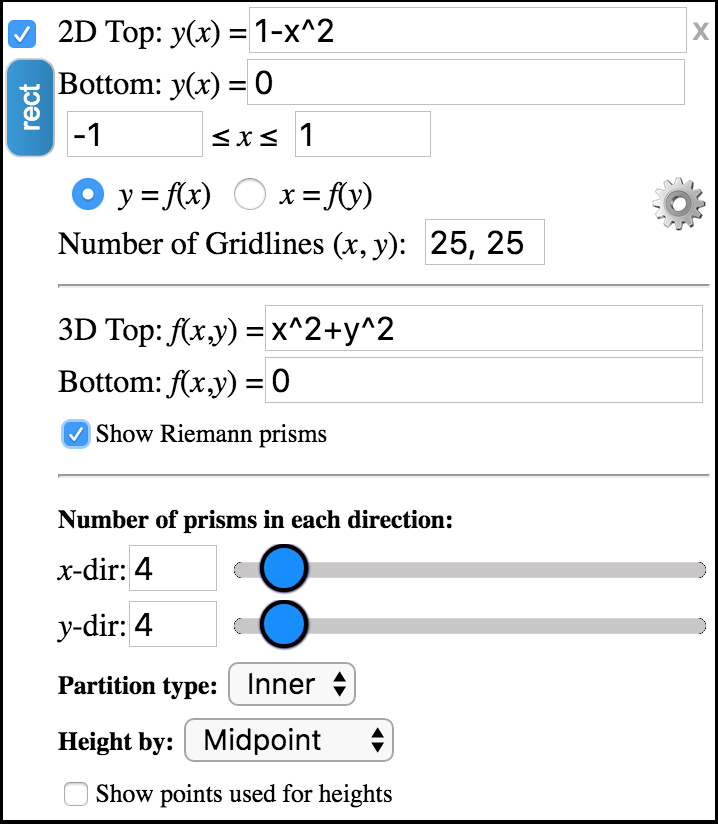 2D Top: y(x) = 1-x^2 x
rect
Bottom: y(x) = 0
-1 ≤ x ≤ 1
y = f(x) x = f(y)
Number of Gridlines (x, y): 25, 25
3D Top: f(x,y) = x^2+y^2
Bottom: f(x,y) = 0
Show Riemann prisms
Number of prisms in each direction:
x-dir: 4
y-dir: 4
Partition type: Inner
Height by: Midpoint
Show points used for heights